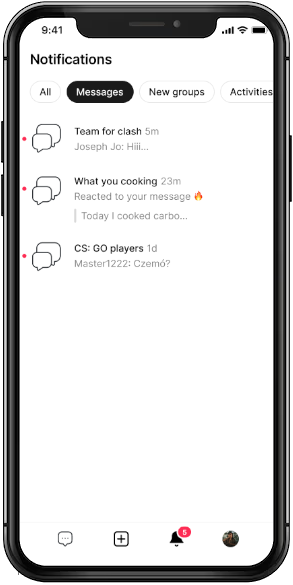 9:41
Notifications
All Messages New groups Activities
Team for clash 5m
Joseph Jo: Hiii...
What you cooking 23m
Reacted to your message 🔥
Today I cooked carbo...
CS: GO players 1d
Master1222: Czemó?
5